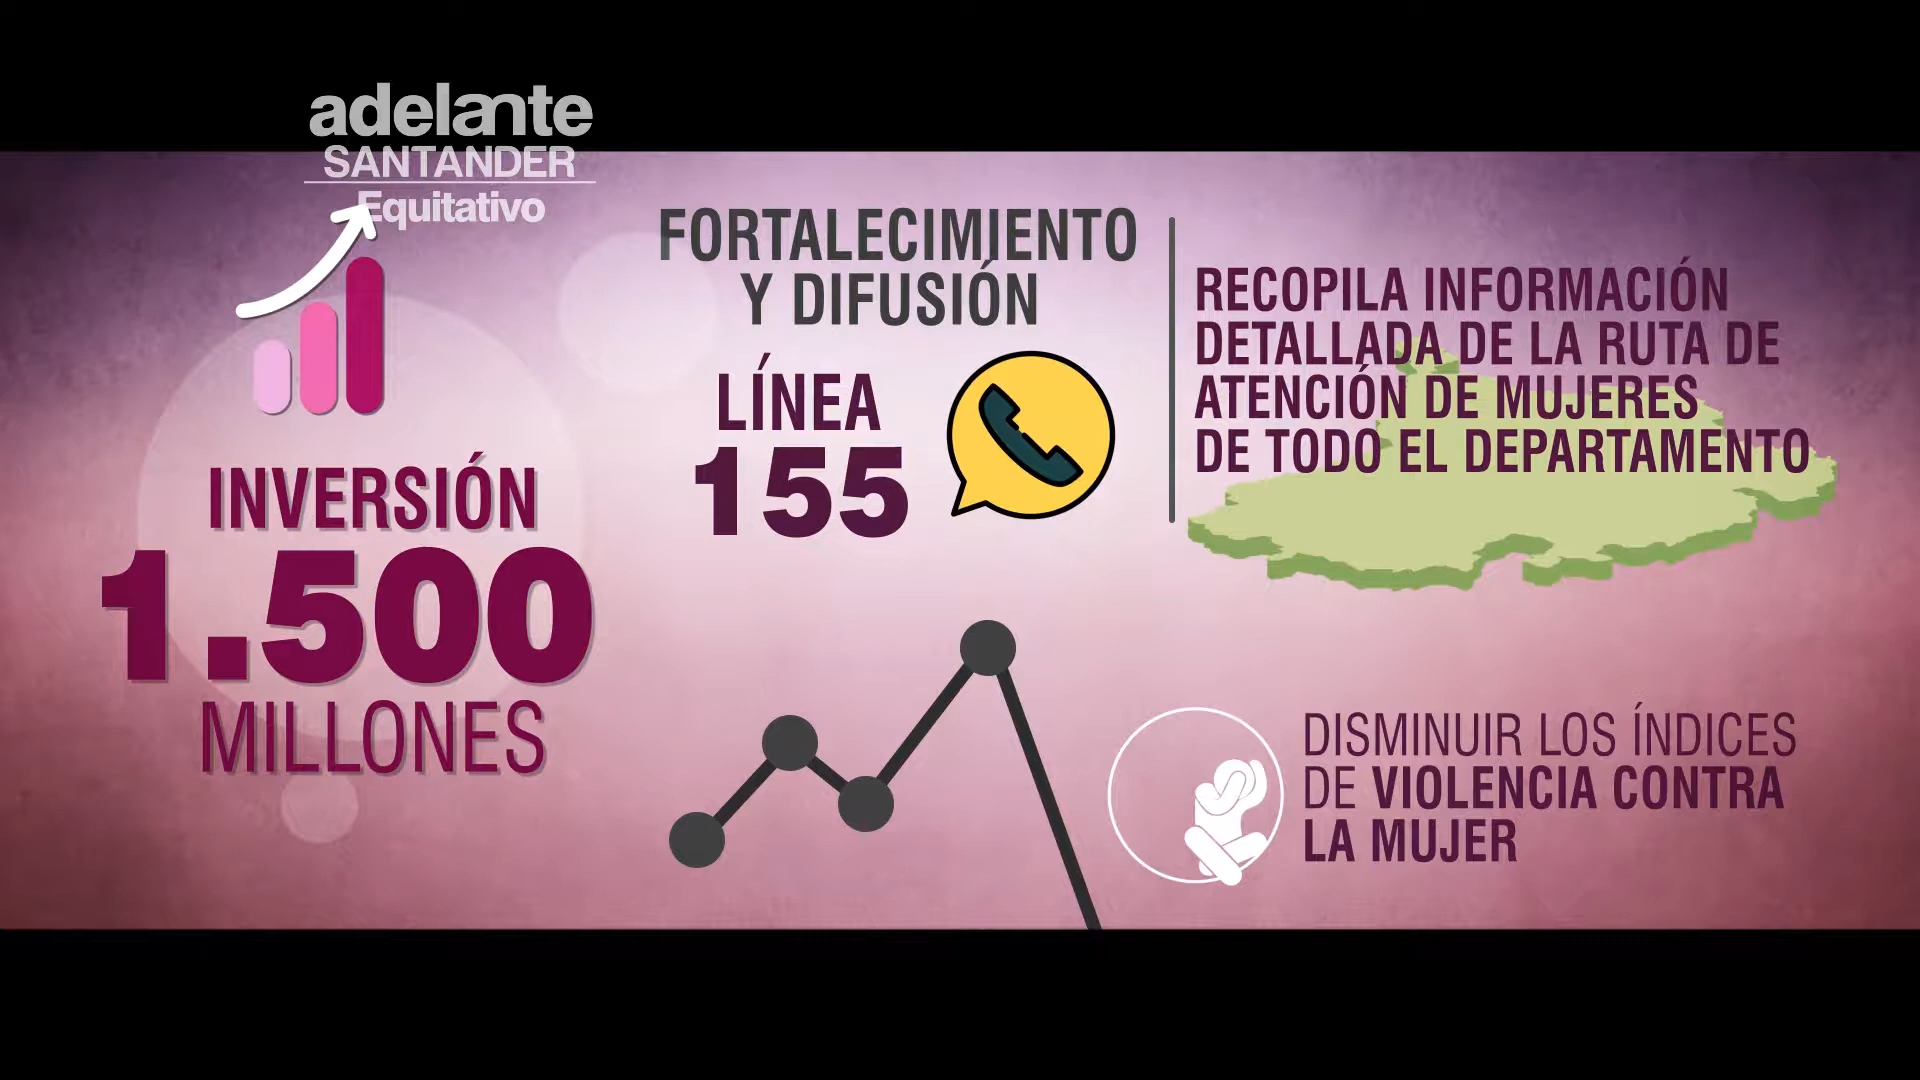 adelante
SANTANDER
Equitativo
INVERSIÓN
1.500
MILLONES
FORTALECIMIENTO
Y DIFUSIÓN
LÍNEA
155
RECOPILA INFORMACIÓN
DETALLADA DE LA RUTA DE
ATENCIÓN DE MUJERES
DE TODO EL DEPARTAMENTO
DISMINUIR LOS ÍNDICES
DE VIOLENCIA CONTRA
LA MUJER